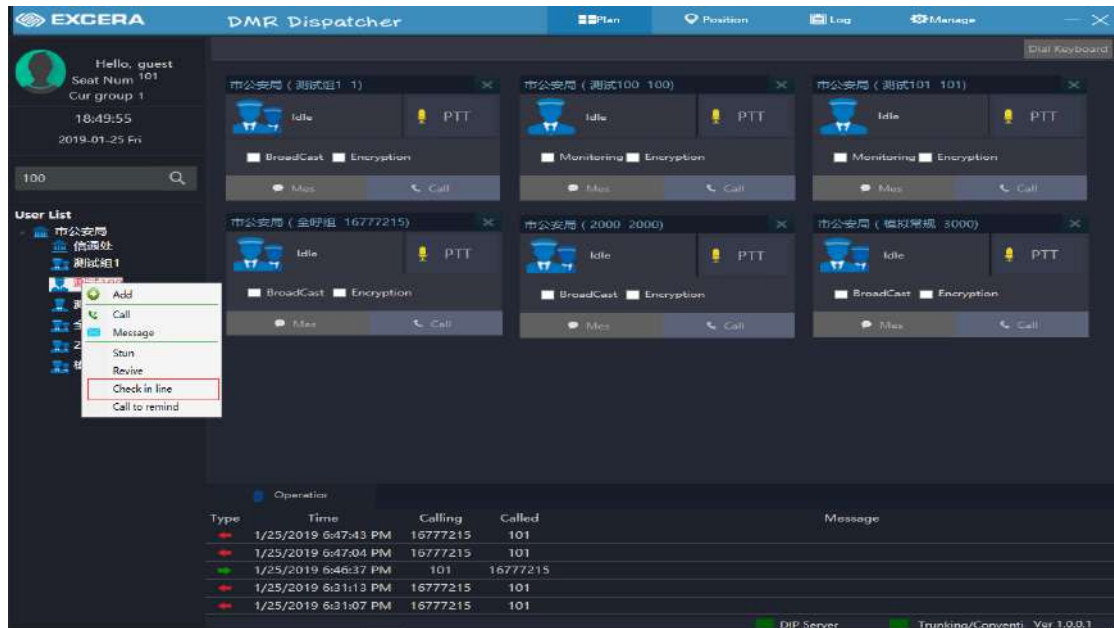 EXCERA
DMR Dispatcher
Plan
Position
Log
Manage
Dial Keyboard
Hello, guest
Seat Num 101
Cur group 1
18:49:55
2019-01-25 Fri
100
User List
市公安局
信通处
测试组1
Add
Call
Message
Stun
Revive
Check in line
Call to remind
市公安局 ( 测试组1 1)
Idle
PTT
BroadCast
Encryption
Mes
Call
市公安局 ( 测试100 100)
Idle
PTT
Monitoring
Encryption
Mes
Call
市公安局 ( 测试101 101)
Idle
PTT
Monitoring
Encryption
Mes
Call
市公安局 ( 全呼组 16777215)
Idle
PTT
BroadCast
Encryption
Mes
Call
市公安局 ( 2000 2000)
Idle
PTT
BroadCast
Encryption
Mes
Call
市公安局 ( 模拟常规 3000)
Idle
PTT
BroadCast
Encryption
Mes
Call
Operation
Type Time Calling Called Message
1/25/2019 6:47:43 PM 16777215 101
1/25/2019 6:47:04 PM 16777215 101
1/25/2019 6:46:37 PM 101 16777215
1/25/2019 6:31:13 PM 16777215 101
1/25/2019 6:31:07 PM 16777215 101
DIP Server
Trunking/Conventi
Ver 1.0.0.1